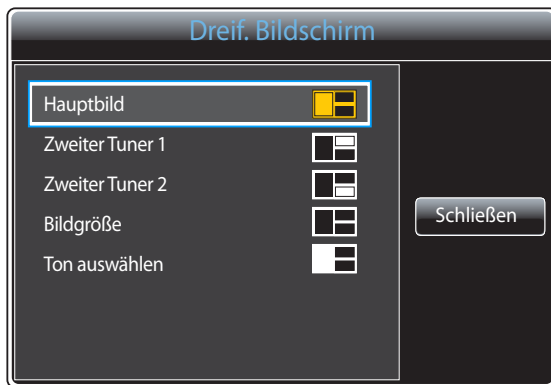 Dreif. Bildschirm
Hauptbild
Zweiter Tuner 1
Zweiter Tuner 2
Bildgröße
Ton auswählen
Schließen